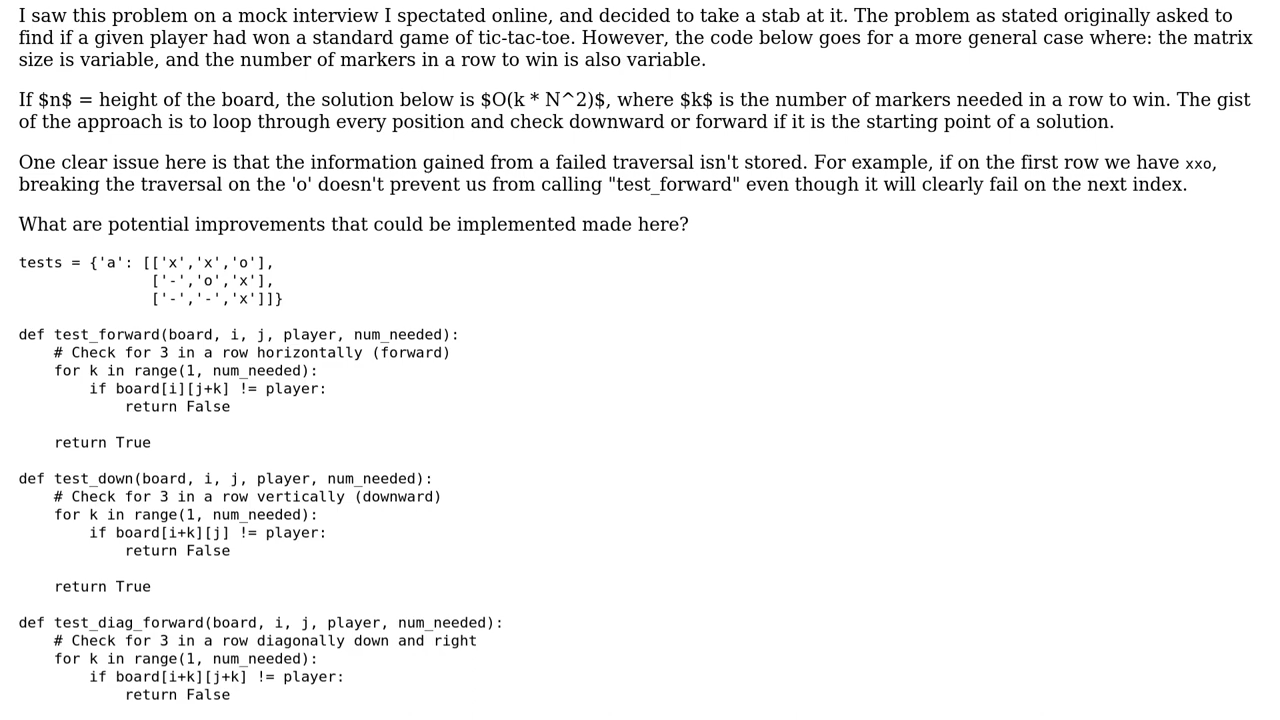 I saw this problem on a mock interview I spectated online, and decided to take a stab at it. The problem as stated originally asked to
find if a given player had won a standard game of tic-tac-toe. However, the code below goes for a more general case where: the matrix
size is variable, and the number of markers in a row to win is also variable.
If $n$ = height of the board, the solution below is $O(k * N^2)$, where $k$ is the number of markers needed in a row to win. The gist
of the approach is to loop through every position and check downward or forward if it is the starting point of a solution.
One clear issue here is that the information gained from a failed traversal isn't stored. For example, if on the first row we have xxo,
breaking the traversal on the 'o' doesn't prevent us from calling "test_forward" even though it will clearly fail on the next index.
What are potential improvements that could be implemented made here?
tests = {'a': [['x','x','o'],
               ['-','o','x'],
               ['-','-','x']]}
def test_forward(board, i, j, player, num_needed):
    # Check for 3 in a row horizontally (forward)
    for k in range(1, num_needed):
        if board[i][j+k] != player:
            return False
    return True
def test_down(board, i, j, player, num_needed):
    # Check for 3 in a row vertically (downward)
    for k in range(1, num_needed):
        if board[i+k][j] != player:
            return False
    return True
def test_diag_forward(board, i, j, player, num_needed):
    # Check for 3 in a row diagonally down and right
    for k in range(1, num_needed):
        if board[i+k][j+k] != player:
            return False